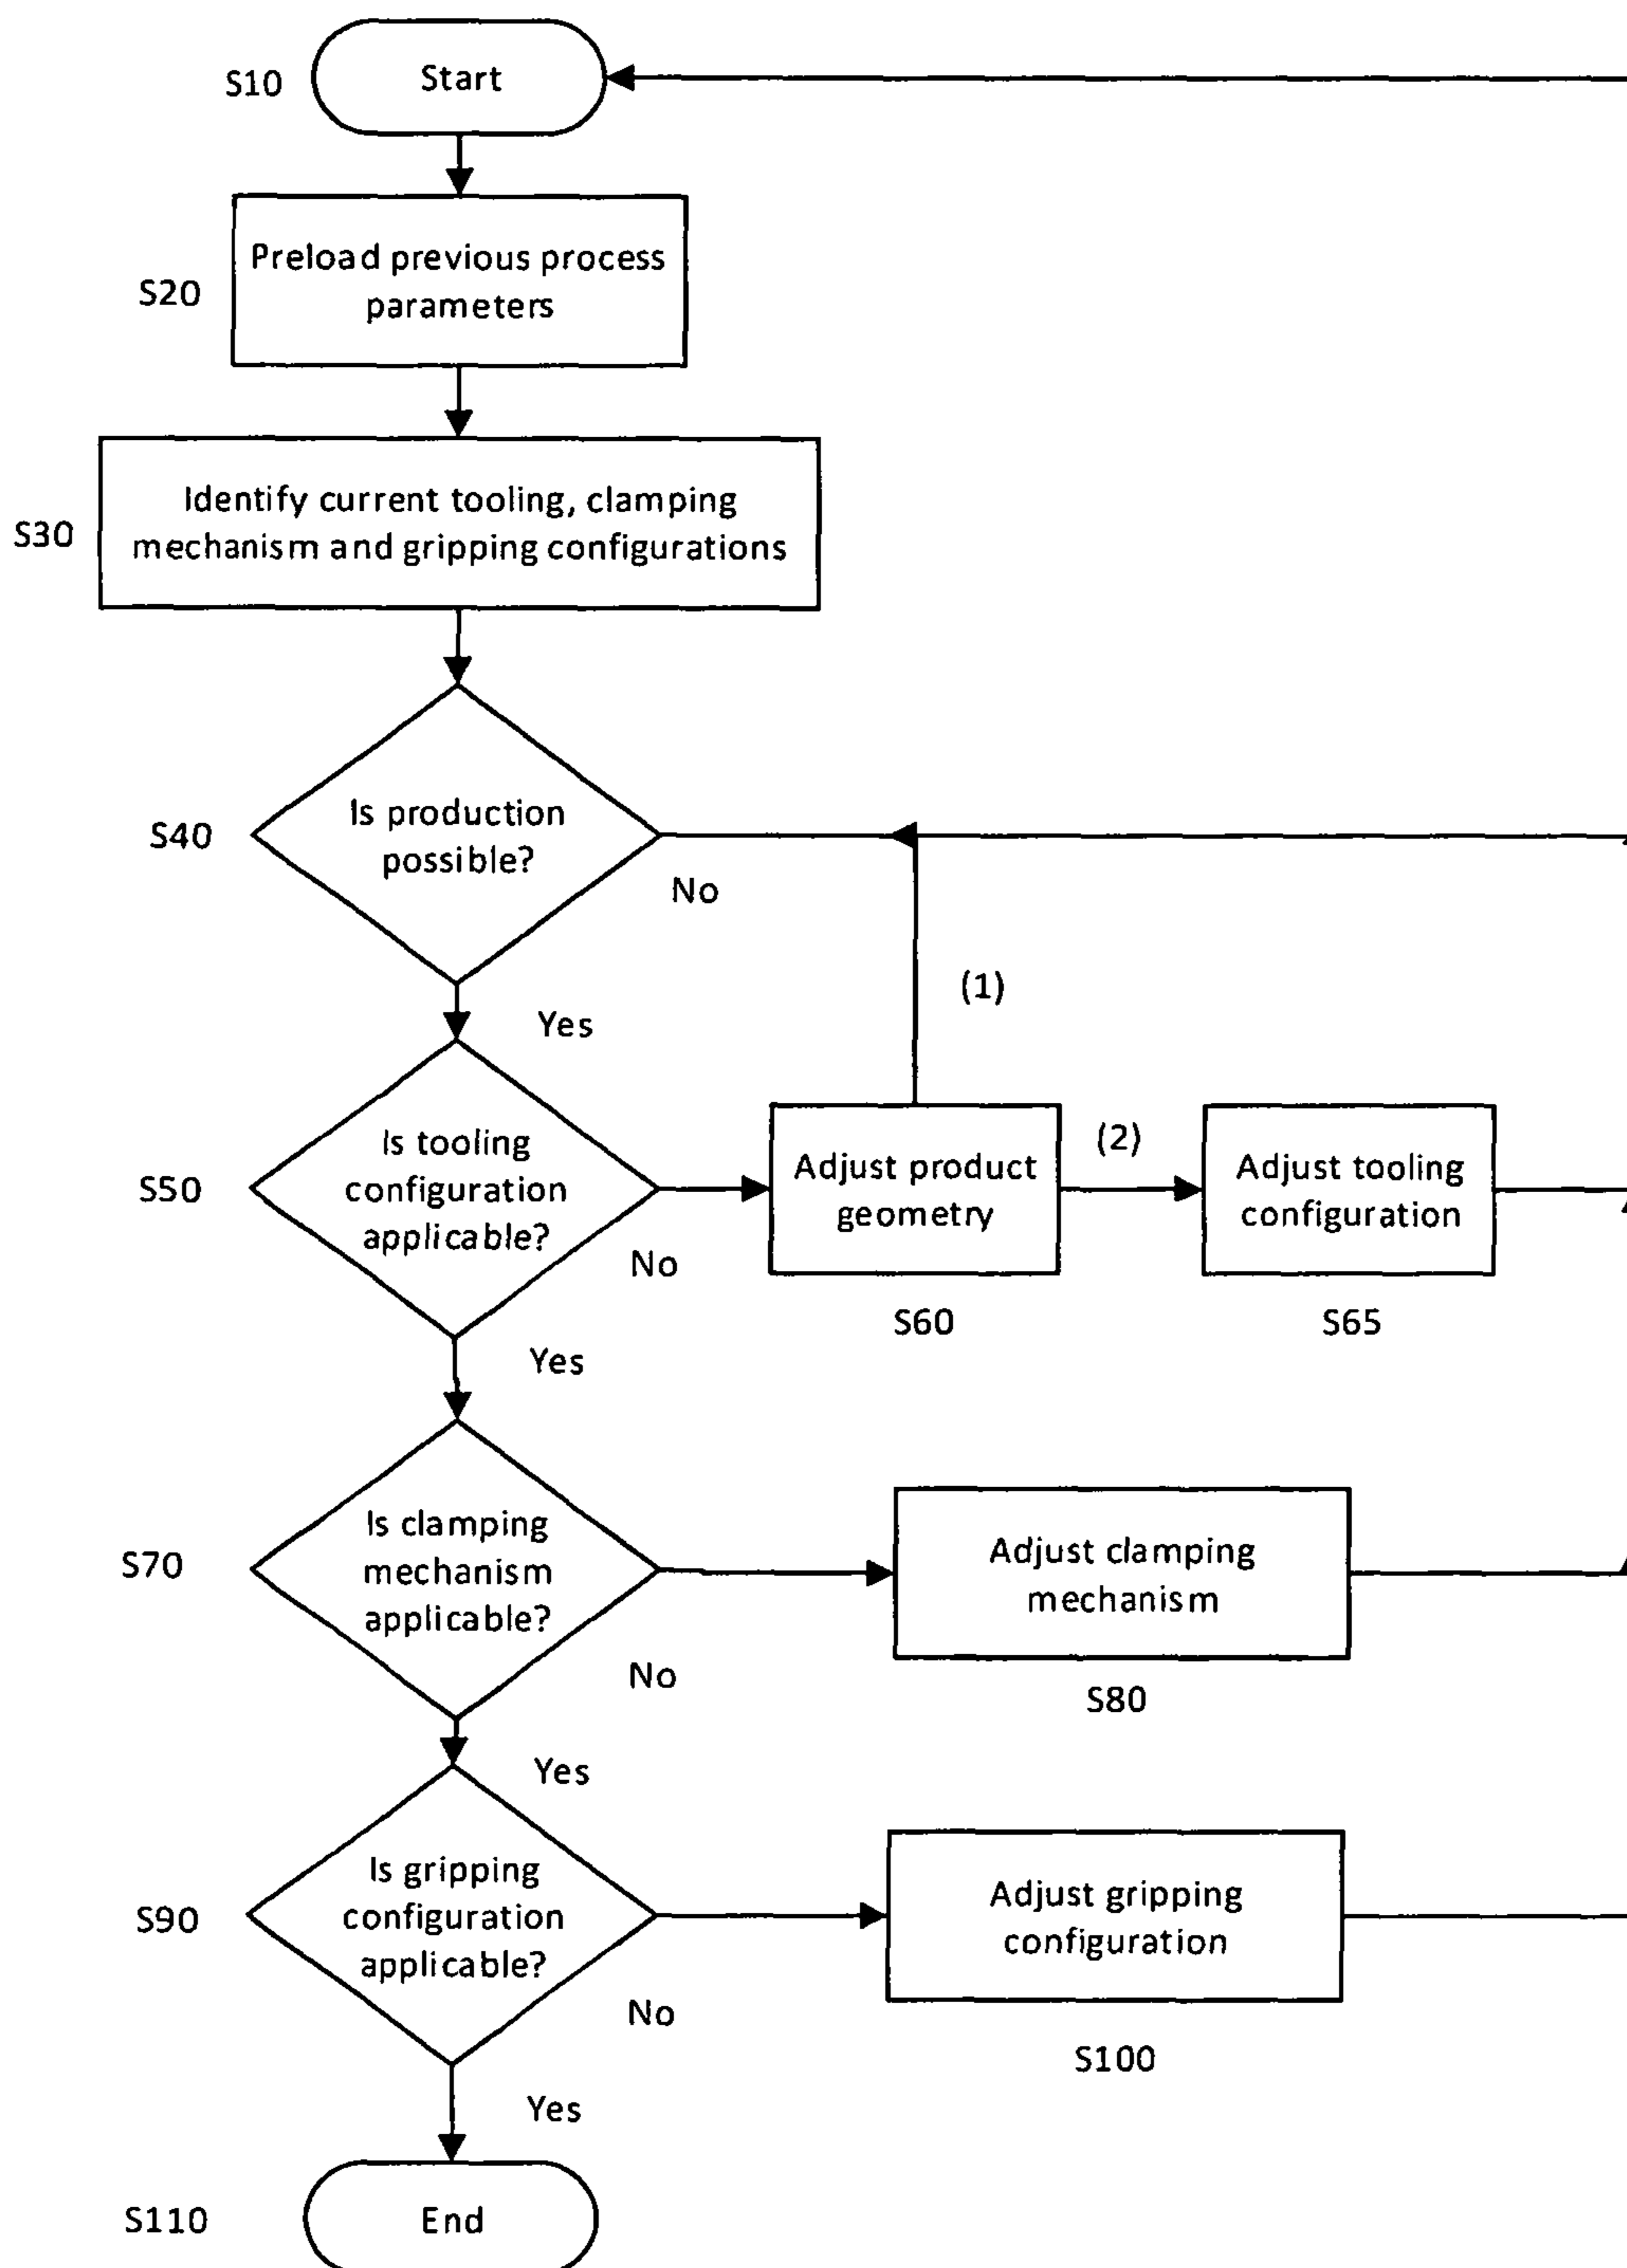 S10
Start
S20
Preload previous process
parameters
S30
Identify current tooling, clamping
mechanism and gripping configurations
S40
Is production
possible?
No
(1)
Yes
S50
Is tooling
configuration
applicable?
No
Adjust product
geometry
S60
(2)
Adjust tooling
configuration
S65
Yes
S70
Is clamping
mechanism
applicable?
No
Adjust clamping
mechanism
S80
Yes
S90
Is gripping
configuration
applicable?
No
Adjust gripping
configuration
S100
Yes
S110
End